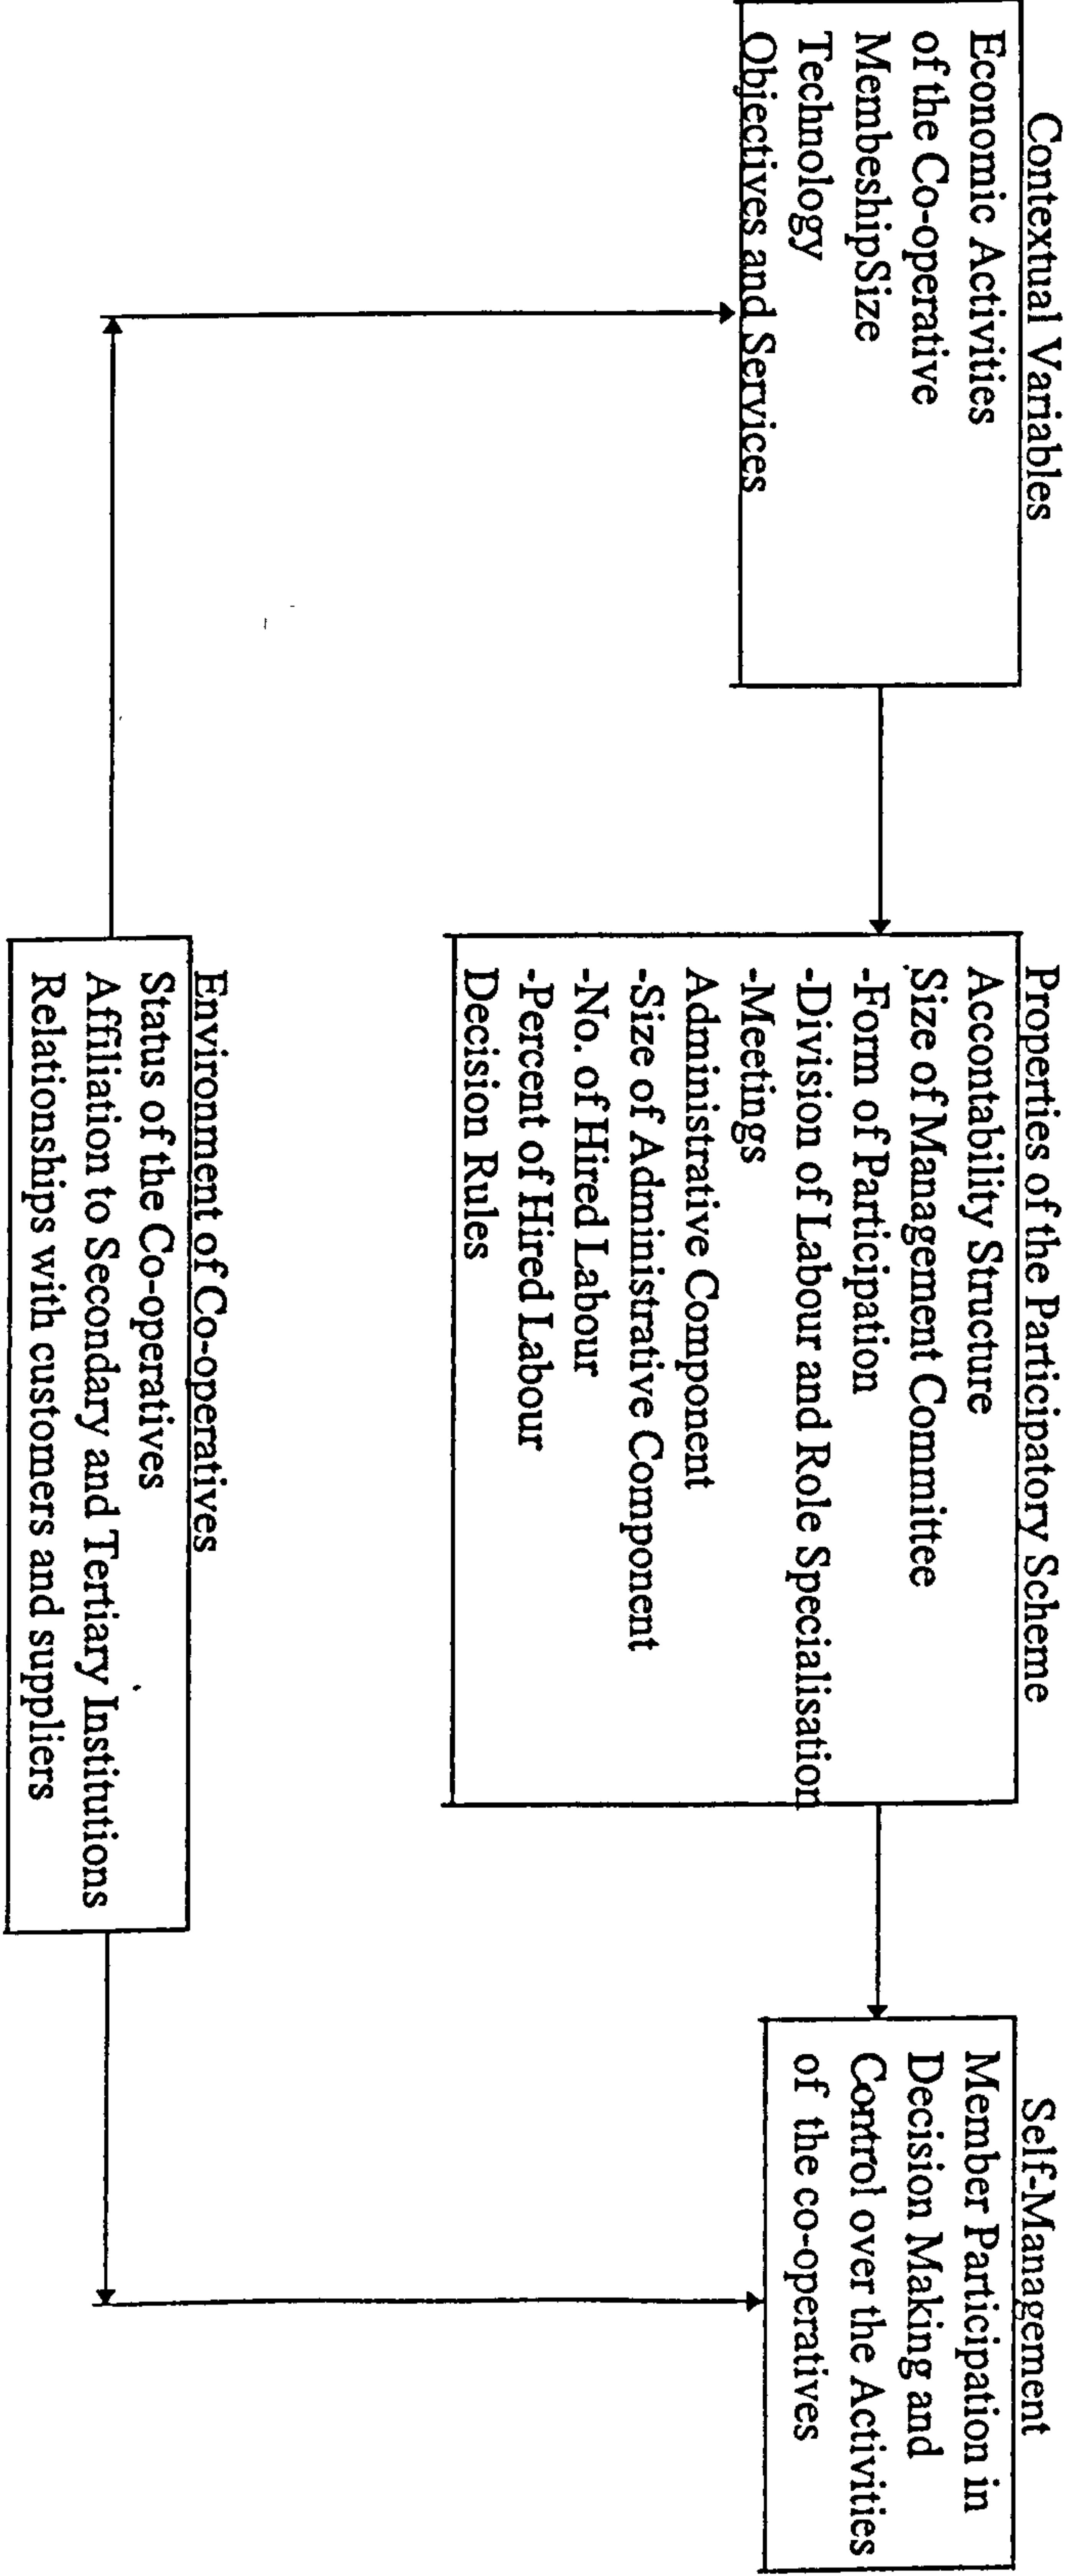 Contextual Variables
Economic Activities
of the Co-operative
MembeshipSize
Technology
Objectives and Services
Properties of the Participatory Scheme
Accontability Structure
Size of Management Committee
-Form of Participation
-Division of Labour and Role Specialisation
-Meetings
Administrative Component
-Size of Administrative Component
-No. of Hired Labour
-Percent of Hired Labour
Decision Rules
Self-Management
Member Participation in
Decision Making and
Control over the Activities
of the co-operatives
Environment of Co-operatives
Status of the Co-operatives
Affiliation to Secondary and Tertiary Institutions
Relationships with customers and suppliers